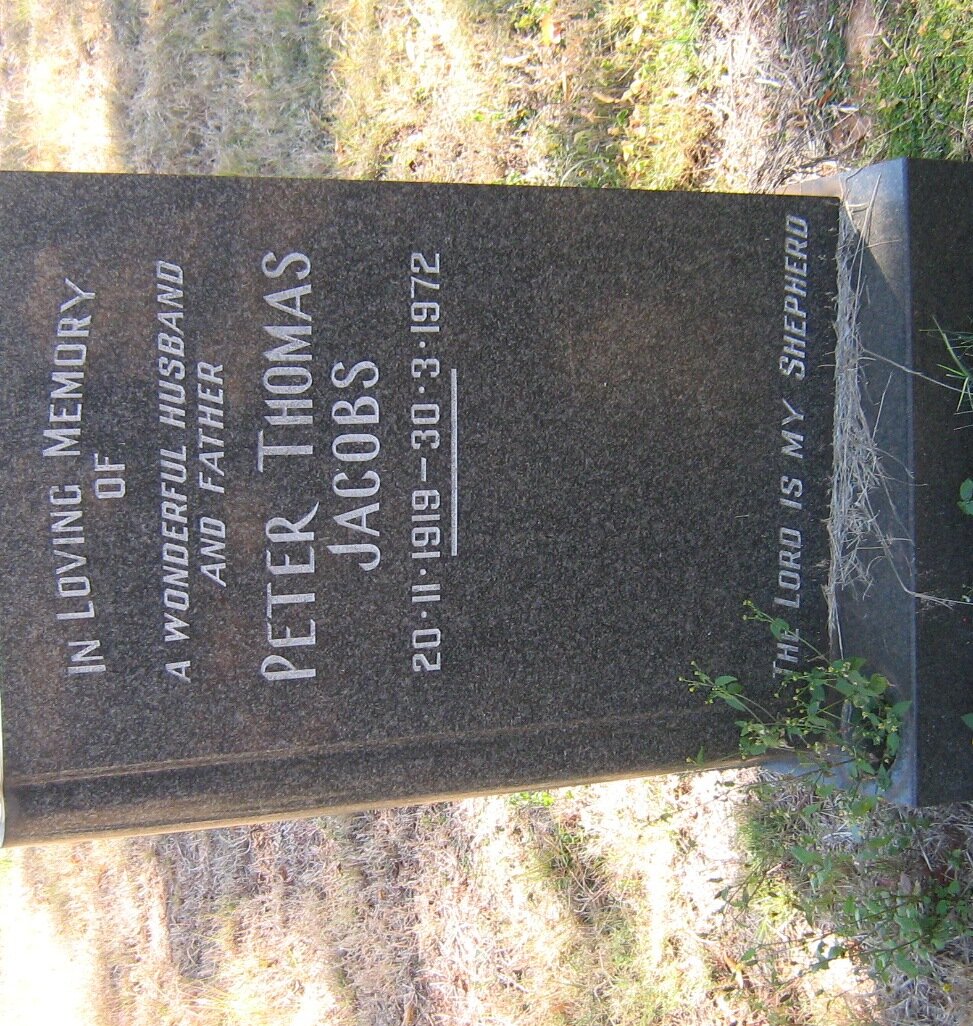 IN LOVING MEMORY
OF
A WONDERFUL HUSBAND
AND FATHER
PETER THOMAS
JACOBS
20·11·1919–30·3·1972
THE LORD IS MY SHEPHERD